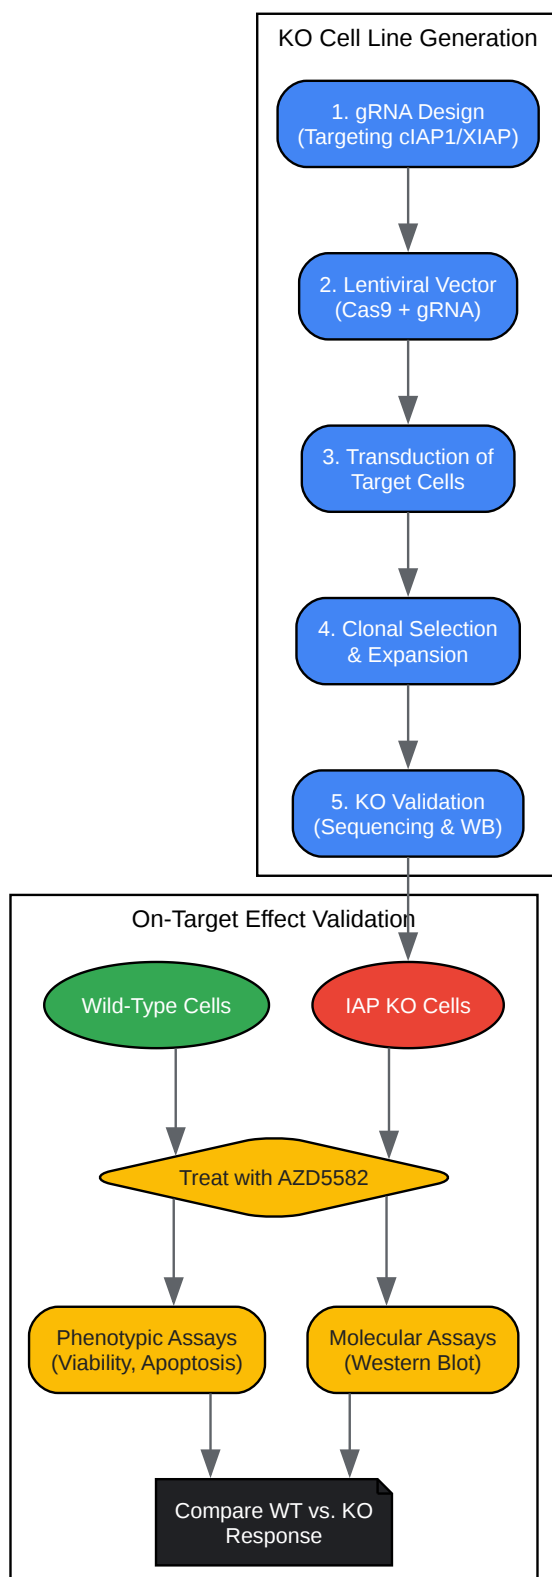 KO Cell Line Generation
1. gRNA Design
(Targeting cIAP1/XIAP)
2. Lentiviral Vector
(Cas9 + gRNA)
3. Transduction of
Target Cells
4. Clonal Selection
& Expansion
5. KO Validation
(Sequencing & WB)
On-Target Effect Validation
Wild-Type Cells
IAP KO Cells
Treat with AZD5582
Phenotypic Assays
(Viability, Apoptosis)
Molecular Assays
(Western Blot)
Compare WT vs. KO
Response